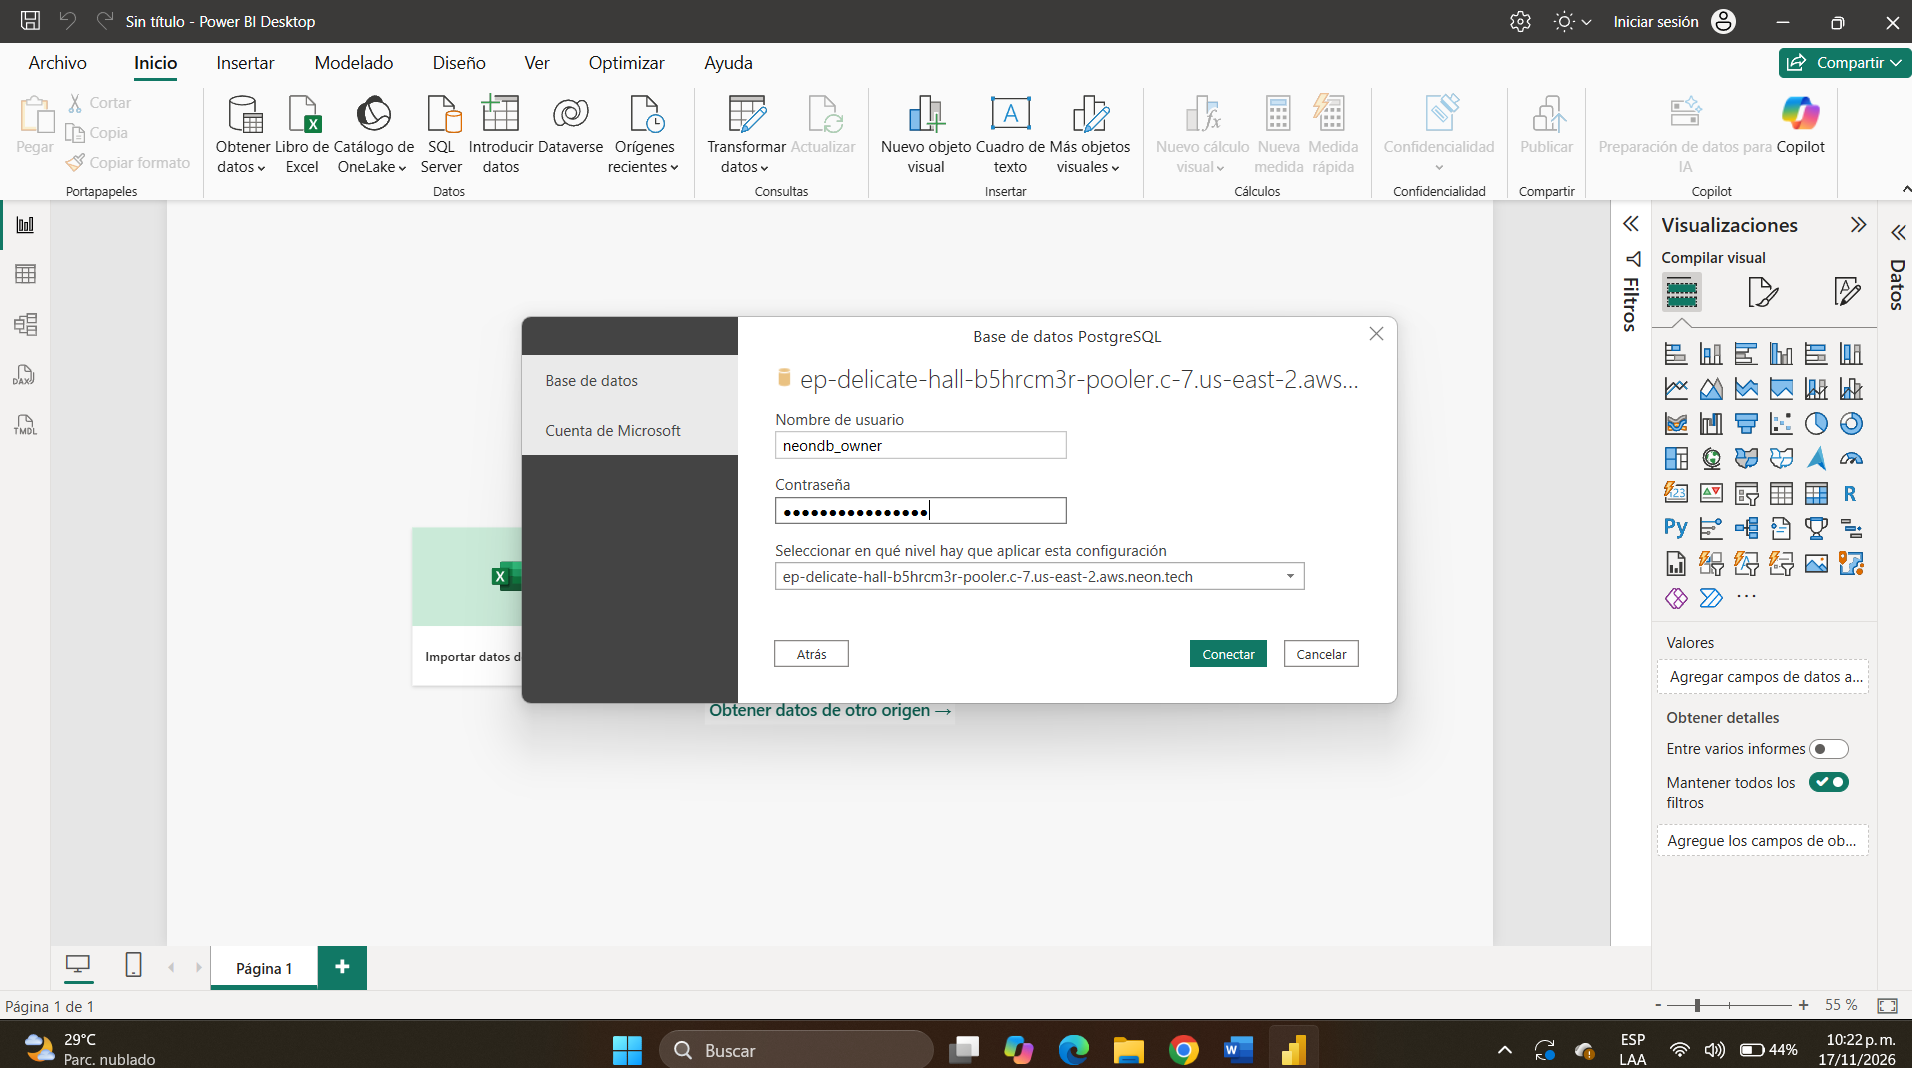 Sin título - Power BI Desktop
Iniciar sesión
Archivo
Inicio
Insertar
Modelado
Diseño
Ver
Optimizar
Ayuda
Compartir
Pegar
Cortar
Copia
Copiar formato
Portapapeles
Obtener datos
Libro de Excel
Catálogo de OneLake
SQL Server
Introducir datos
Dataverse
Orígenes recientes
Datos
Transformar datos
Actualizar
Consultas
Nuevo objeto visual
Cuadro de texto
Más objetos visuales
Insertar
Nuevo cálculo visual
Nueva medida
Medida rápida
Cálculos
Confidencialidad
Confidencialidad
Publicar
Compartir
Preparación de datos para IA
Copilot
Copilot
DAX
TMDL
Importar datos d
Obtener datos de otro origen →
Base de datos PostgreSQL
Base de datos
Cuenta de Microsoft
ep-delicate-hall-b5hrcm3r-pooler.c-7.us-east-2.aws...
Nombre de usuario
neondb_owner
Contraseña
••••••••••••••••
Seleccionar en qué nivel hay que aplicar esta configuración
ep-delicate-hall-b5hrcm3r-pooler.c-7.us-east-2.aws.neon.tech
Atrás
Conectar
Cancelar
Filtros
Visualizaciones
Compilar visual
123
R
Py
Valores
Agregar campos de datos a...
Obtener detalles
Entre varios informes
Mantener todos los
filtros
Agregue los campos de ob...
Datos
Página 1
Página 1 de 1
- + 55 %
29°C
Parc. nublado
Buscar
ESP
LAA
44%
10:22 p. m.
17/11/2026